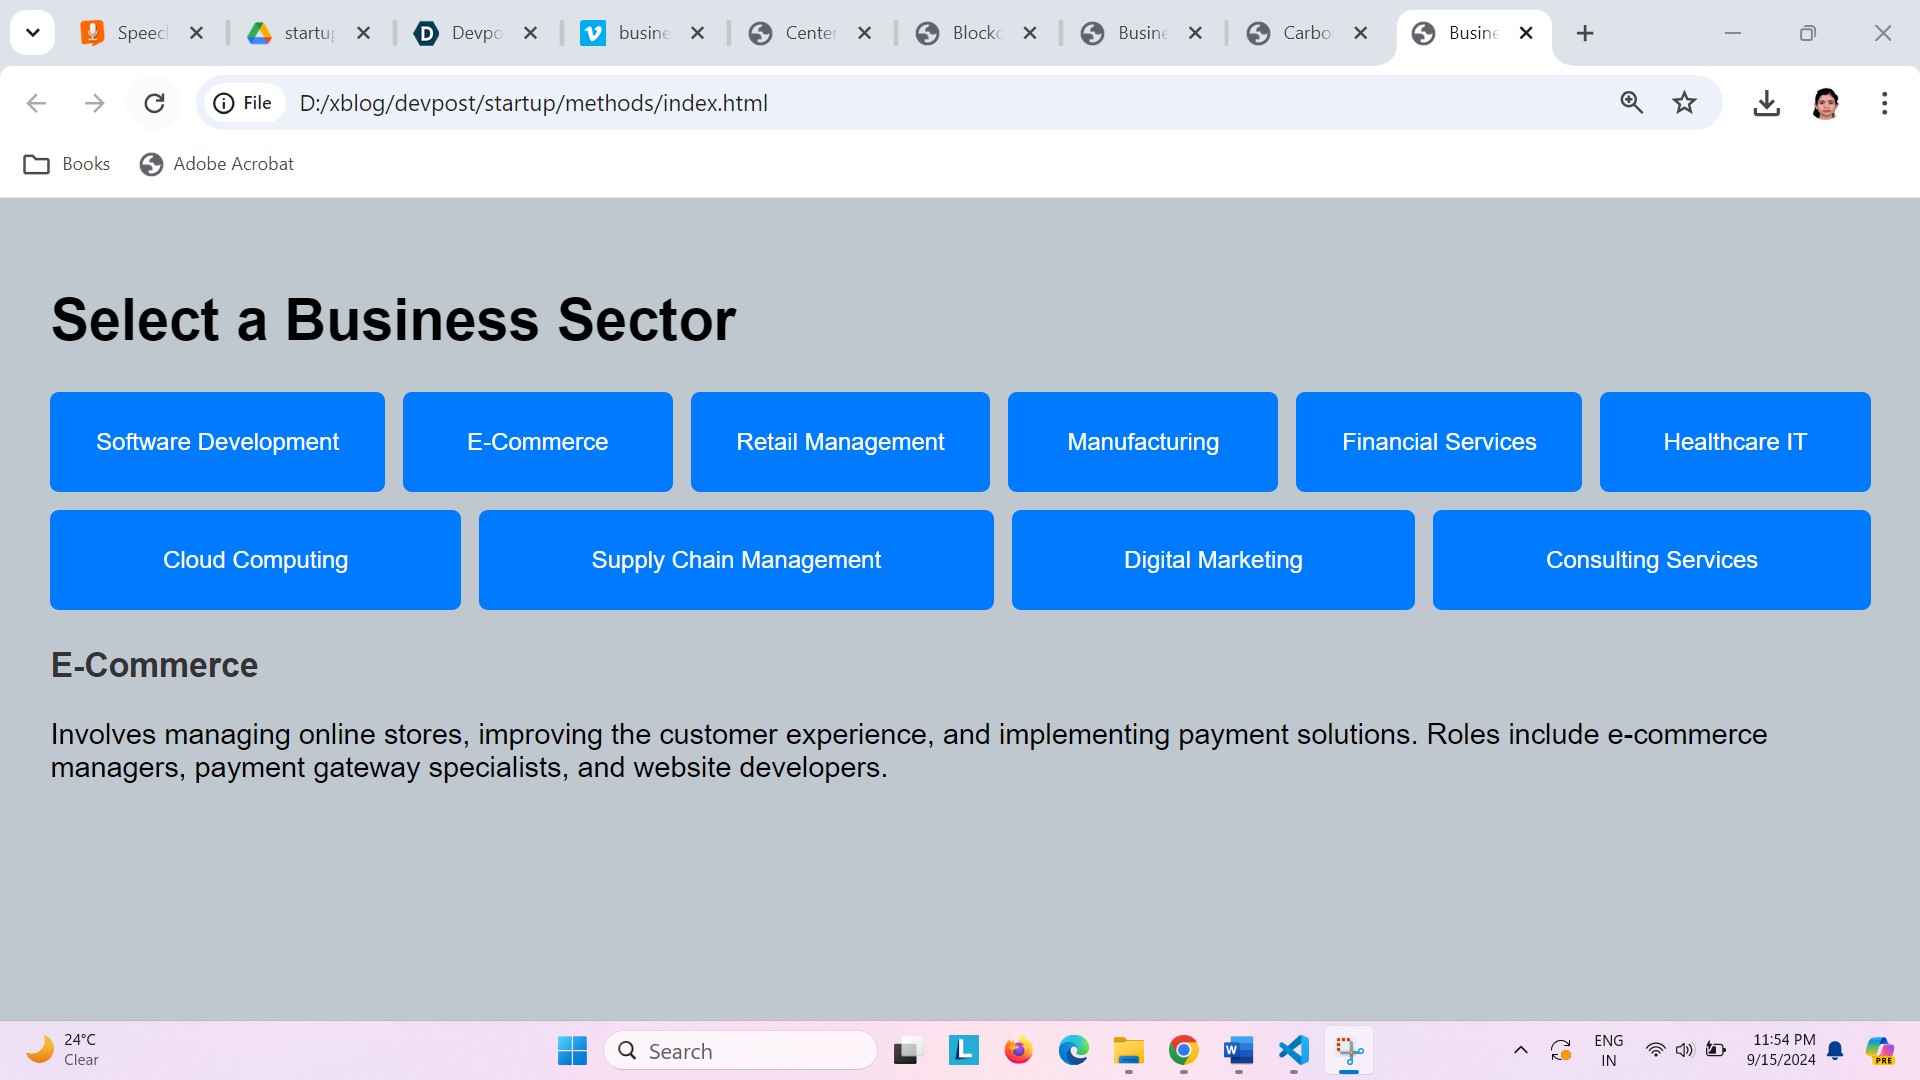 Speec
startu
Devpo
busine
Center
Blockc
Busine
Carbo
Busine
File
D:/xblog/devpost/startup/methods/index.html
Books
Adobe Acrobat
Select a Business Sector
Software Development
E-Commerce
Retail Management
Manufacturing
Financial Services
Healthcare IT
Cloud Computing
Supply Chain Management
Digital Marketing
Consulting Services
E-Commerce
Involves managing online stores, improving the customer experience, and implementing payment solutions. Roles include e-commerce
managers, payment gateway specialists, and website developers.
24°C
Clear
Search
ENG
IN
11:54 PM
9/15/2024
PRE